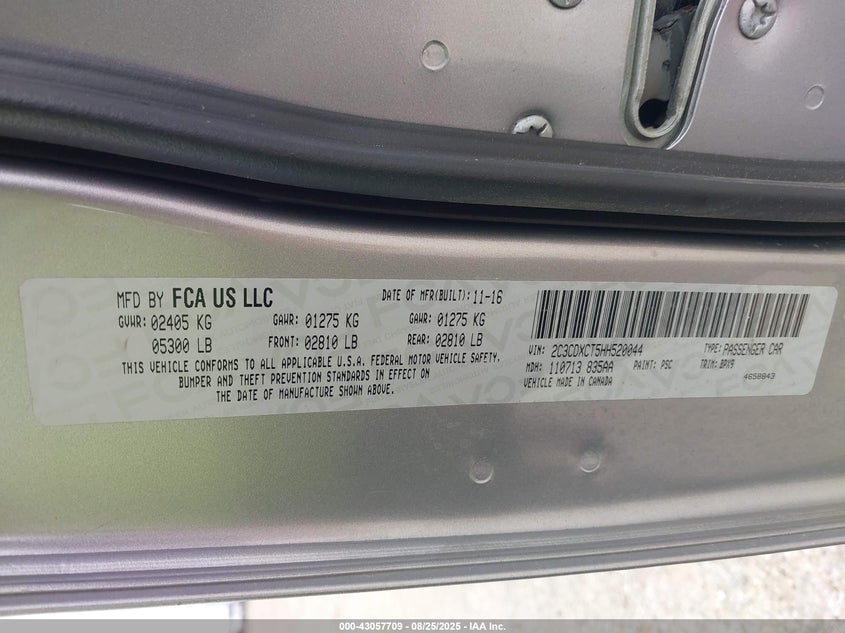 MFD BY FCA US LLC DATE OF MFR(BUILT): 11-16
GVWR: 02405 KG GAWR: 01275 KG GAWR: 01275 KG
05300 LB FRONT: 02810 LB REAR: 02810 LB
THIS VEHICLE CONFORMS TO ALL APPLICABLE U.S.A. FEDERAL MOTOR VEHICLE SAFETY,
BUMPER AND THEFT PREVENTION STANDARDS IN EFFECT ON
THE DATE OF MANUFACTURE SHOWN ABOVE.
VIN: 2C3CDXCT5HH520044 TYPE: PASSENGER CAR
MDH: 110713 835AA PAINT: PSC TRIM: BPX9
VEHICLE MADE IN CANADA 4658843
000-43057709 - 08/25/2025 - IAA Inc.